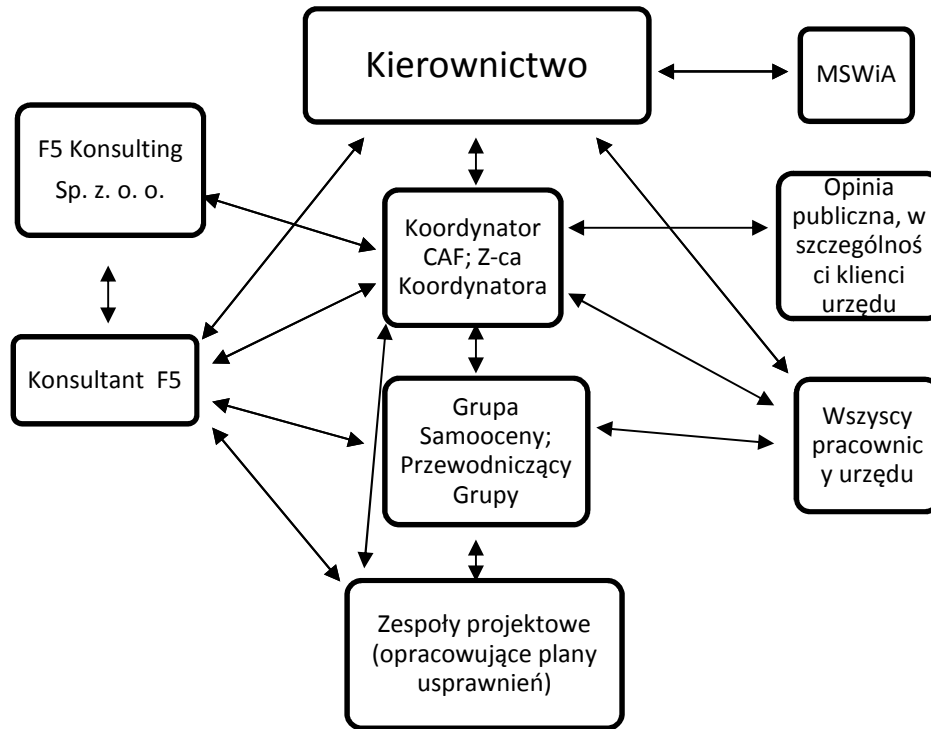 Kierownictwo
MSWiA
F5 Konsulting
Sp. z. o. o.
Koordynator
CAF; Z-ca
Koordynatora
Opinia
publiczna, w
szczególnoś
ci klienci
urzędu
Konsultant F5
Grupa
Samooceny;
Przewodniczący
Grupy
Wszyscy
pracownic
y urzędu
Zespoły projektowe
(opracowujące plany
usprawnień)